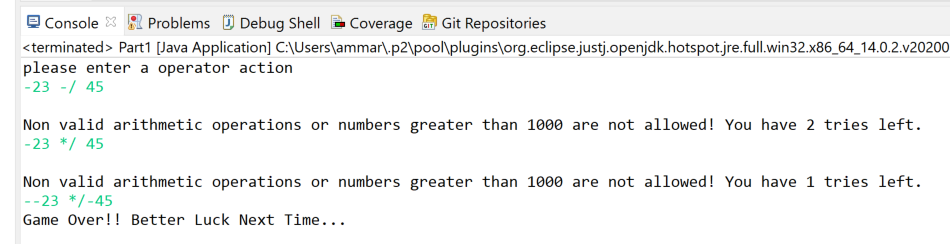 Console Problems Debug Shell Coverage Git Repositories
<terminated> Part1 [Java Application] C:\Users\ammar\.p2\pool\plugins\org.eclipse.justj.openjdk.hotspot.jre.full.win32.x86_64_14.0.2.v20200
please enter a operator action
-23 -/ 45
Non valid arithmetic operations or numbers greater than 1000 are not allowed! You have 2 tries left.
-23 */ 45
Non valid arithmetic operations or numbers greater than 1000 are not allowed! You have 1 tries left.
--23 */-45
Game Over!! Better Luck Next Time...